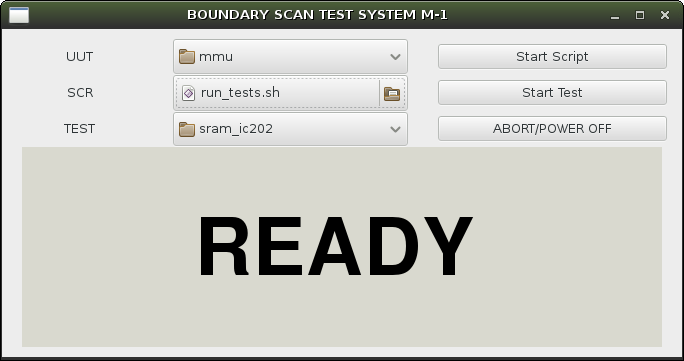 BOUNDARY SCAN TEST SYSTEM M-1
UUT mmu Start Script
SCR run_tests.sh Start Test
TEST sram_ic202 ABORT/POWER OFF
READY